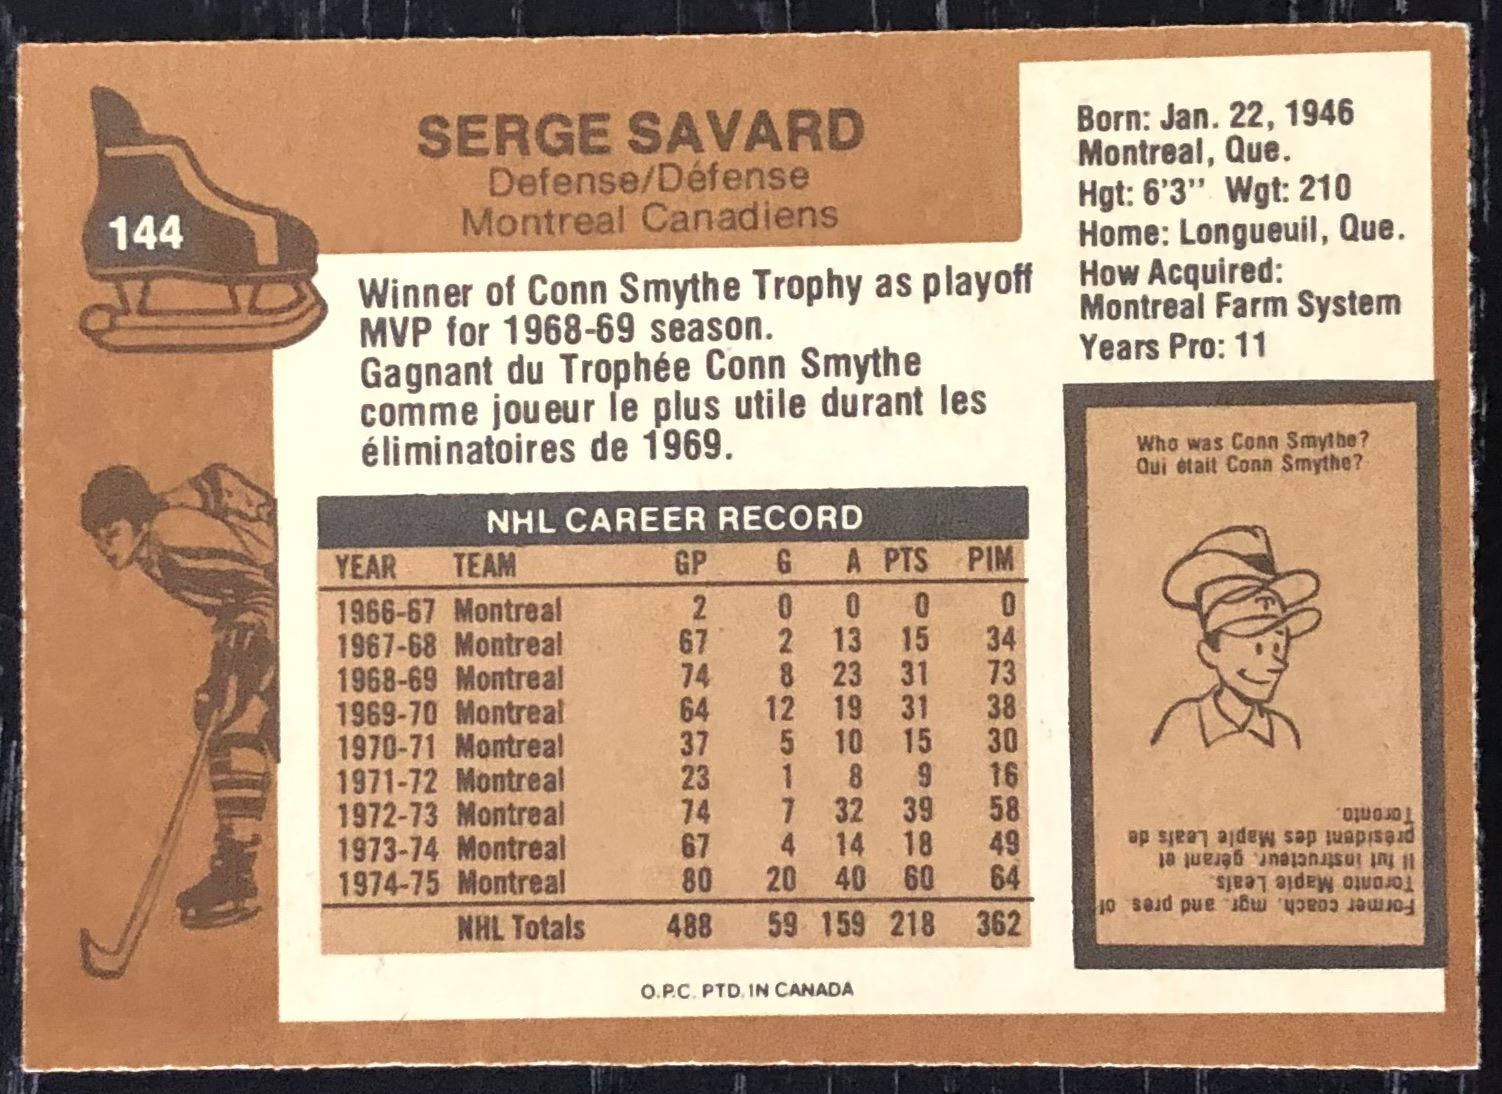 144
SERGE SAVARD
Defense/Défense
Montreal Canadiens
Born: Jan. 22, 1946
Montreal, Que.
Hgt: 6'3'' Wgt: 210
Home: Longueuil, Que.
How Acquired:
Montreal Farm System
Years Pro: 11
Winner of Conn Smythe Trophy as playoff
MVP for 1968-69 season.
Gagnant du Trophée Conn Smythe
comme joueur le plus utile durant les
éliminatoires de 1969.
NHL CAREER RECORD
YEAR TEAM GP G A PTS PIM
1966-67 Montreal 2 0 0 0 0
1967-68 Montreal 67 2 13 15 34
1968-69 Montreal 74 8 23 31 73
1969-70 Montreal 64 12 19 31 38
1970-71 Montreal 37 5 10 15 30
1971-72 Montreal 23 1 8 9 16
1972-73 Montreal 74 7 32 39 58
1973-74 Montreal 67 4 14 18 49
1974-75 Montreal 80 20 40 60 64
NHL Totals 488 59 159 218 362
O.P.C. PTD. IN CANADA
Who was Conn Smythe?
Qui était Conn Smythe?
T
Former coach, mgr. and pres of
Toronto Maple Leafs.
Il fut instructeur, gérant et
président des Maple Leafs de
Toronto.